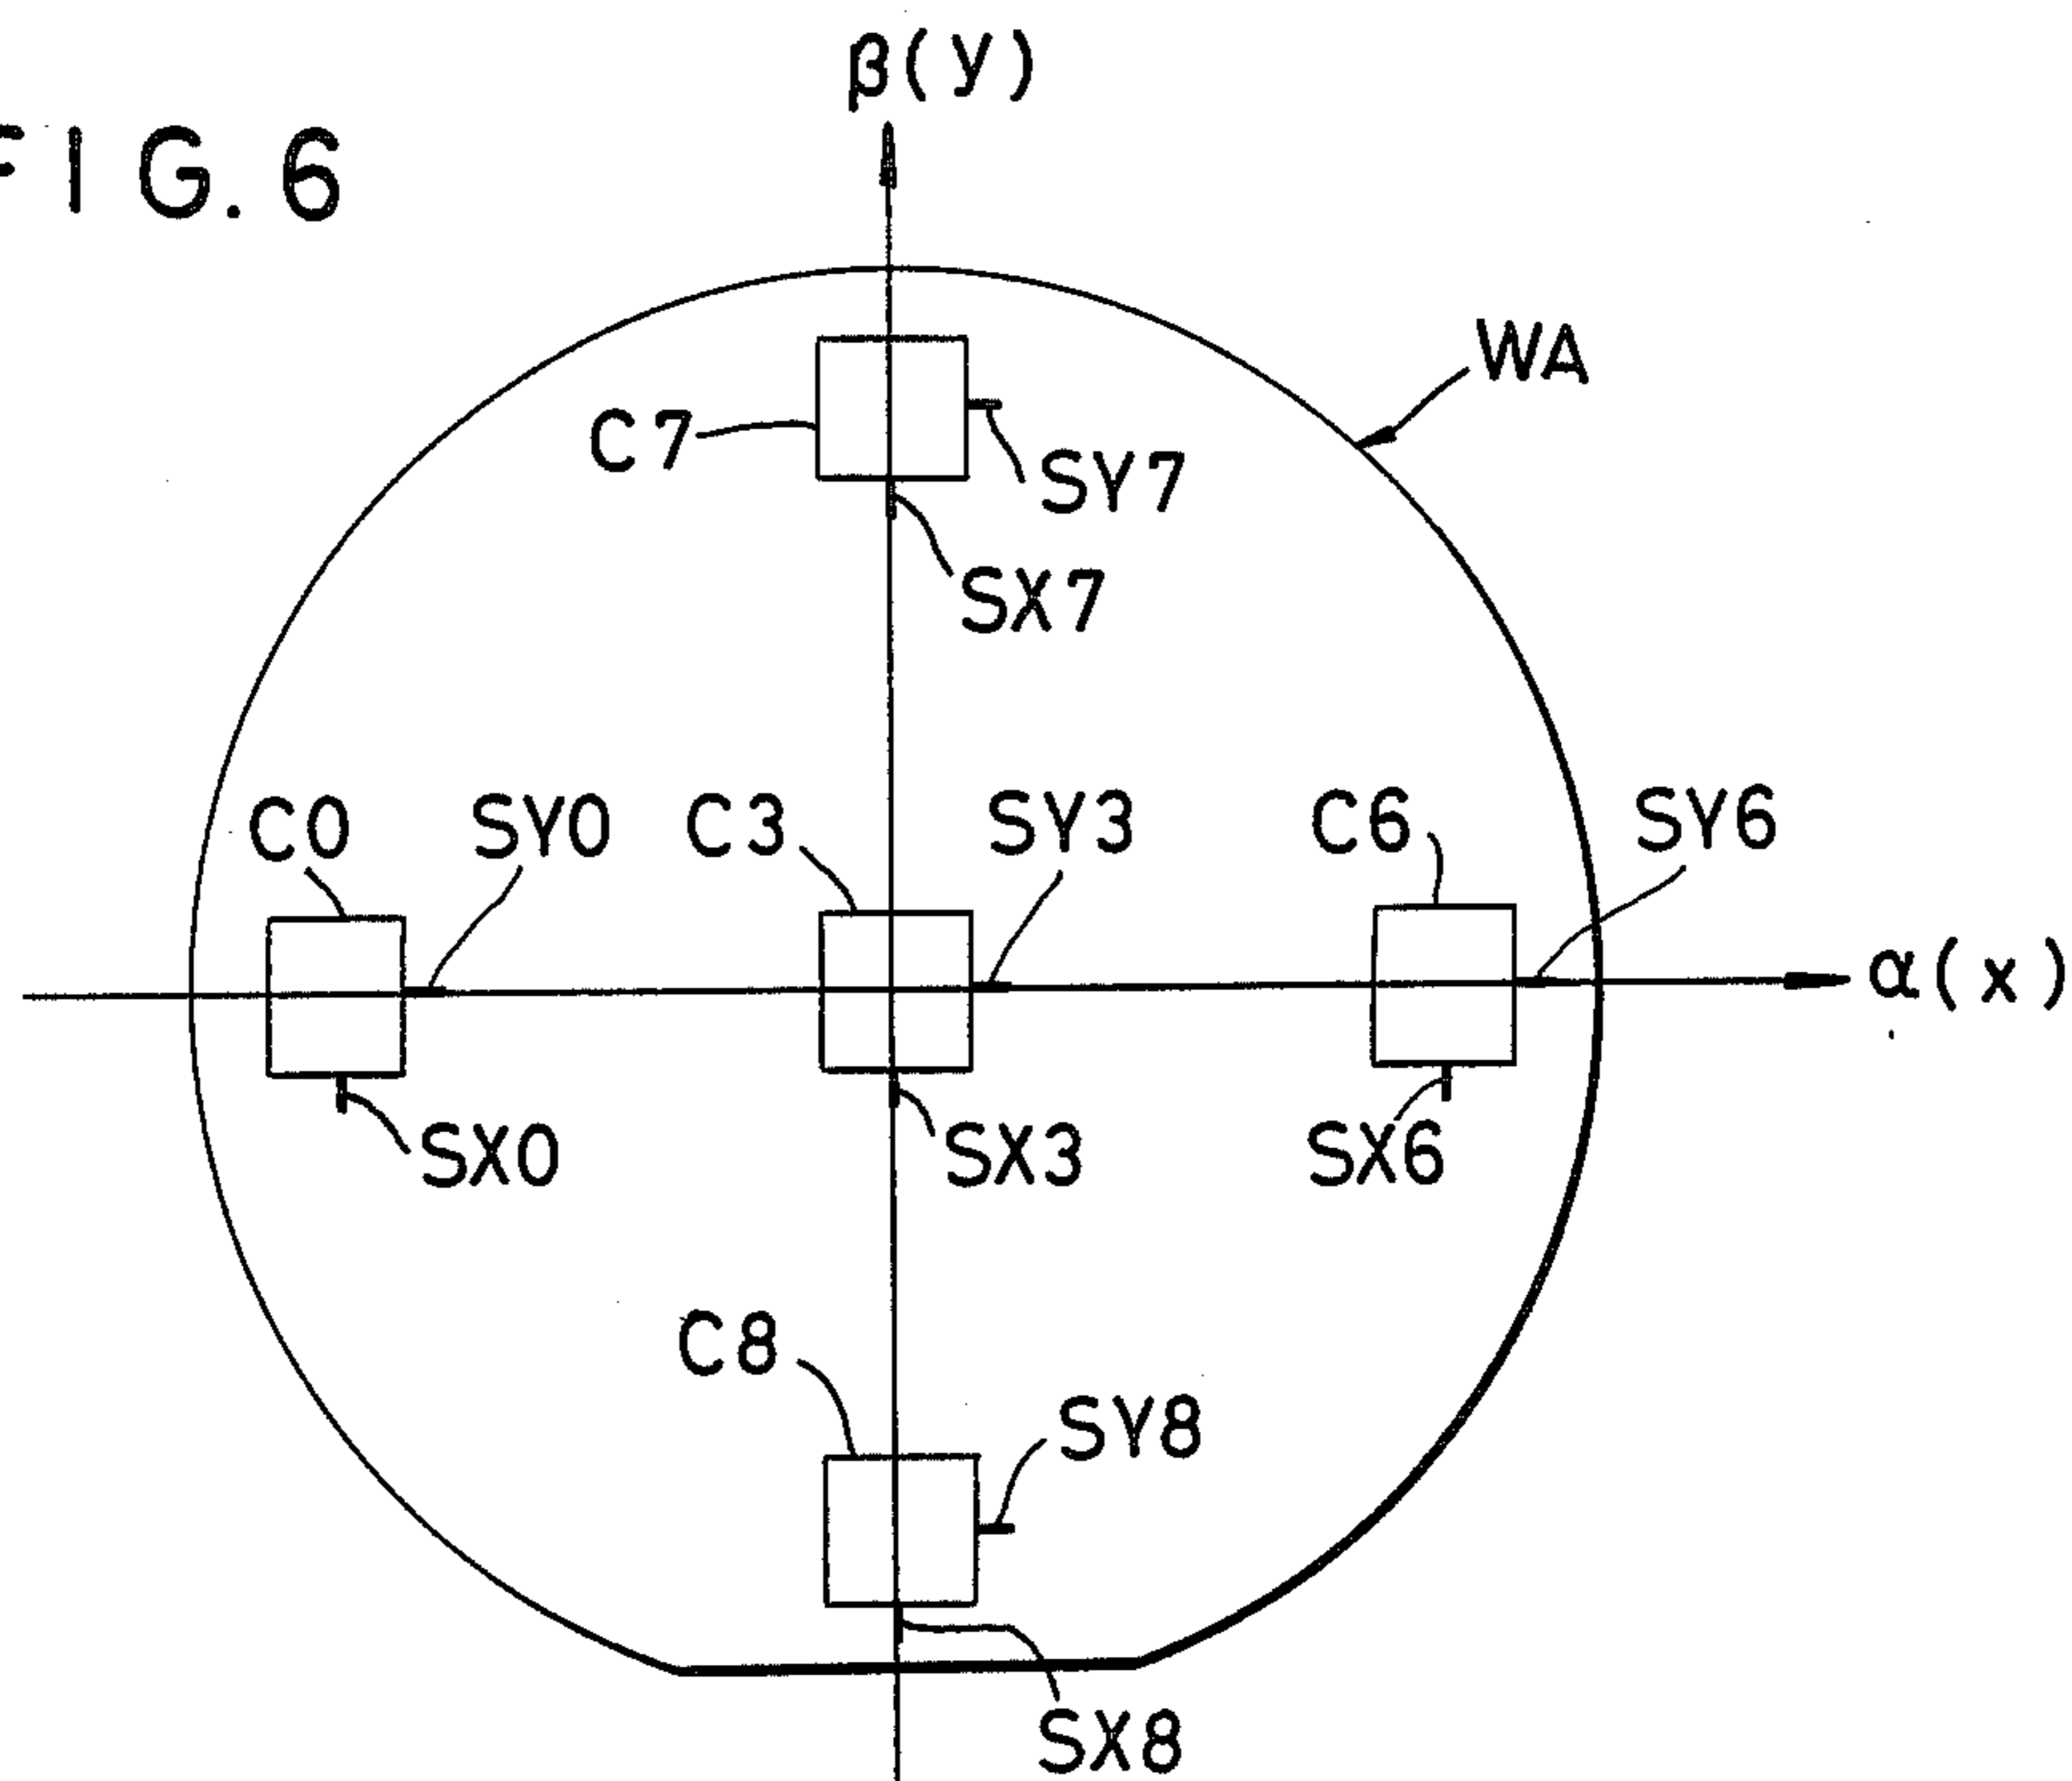 β(y)
FIG.6
WA
C7
SY7
SX7
C0 SY0 C3 SY3 C6 SY6
α(x)
SX0 SX3 SX6
C8
SY8
SX8